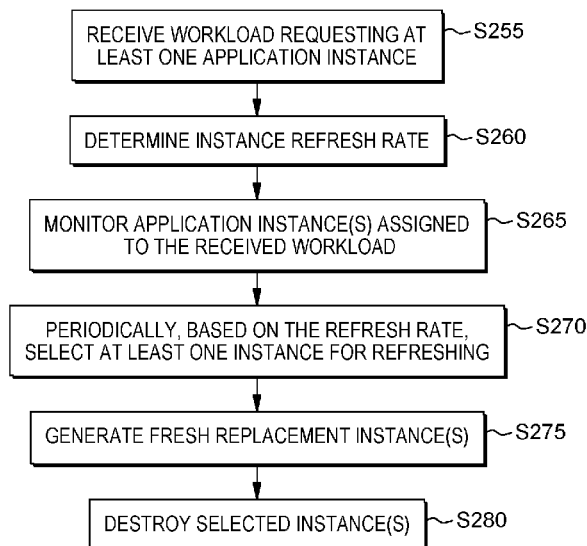 RECEIVE WORKLOAD REQUESTING AT
LEAST ONE APPLICATION INSTANCE
S255
DETERMINE INSTANCE REFRESH RATE
S260
MONITOR APPLICATION INSTANCE(S) ASSIGNED
TO THE RECEIVED WORKLOAD
S265
PERIODICALLY, BASED ON THE REFRESH RATE,
SELECT AT LEAST ONE INSTANCE FOR REFRESHING
S270
GENERATE FRESH REPLACEMENT INSTANCE(S)
S275
DESTROY SELECTED INSTANCE(S)
S280